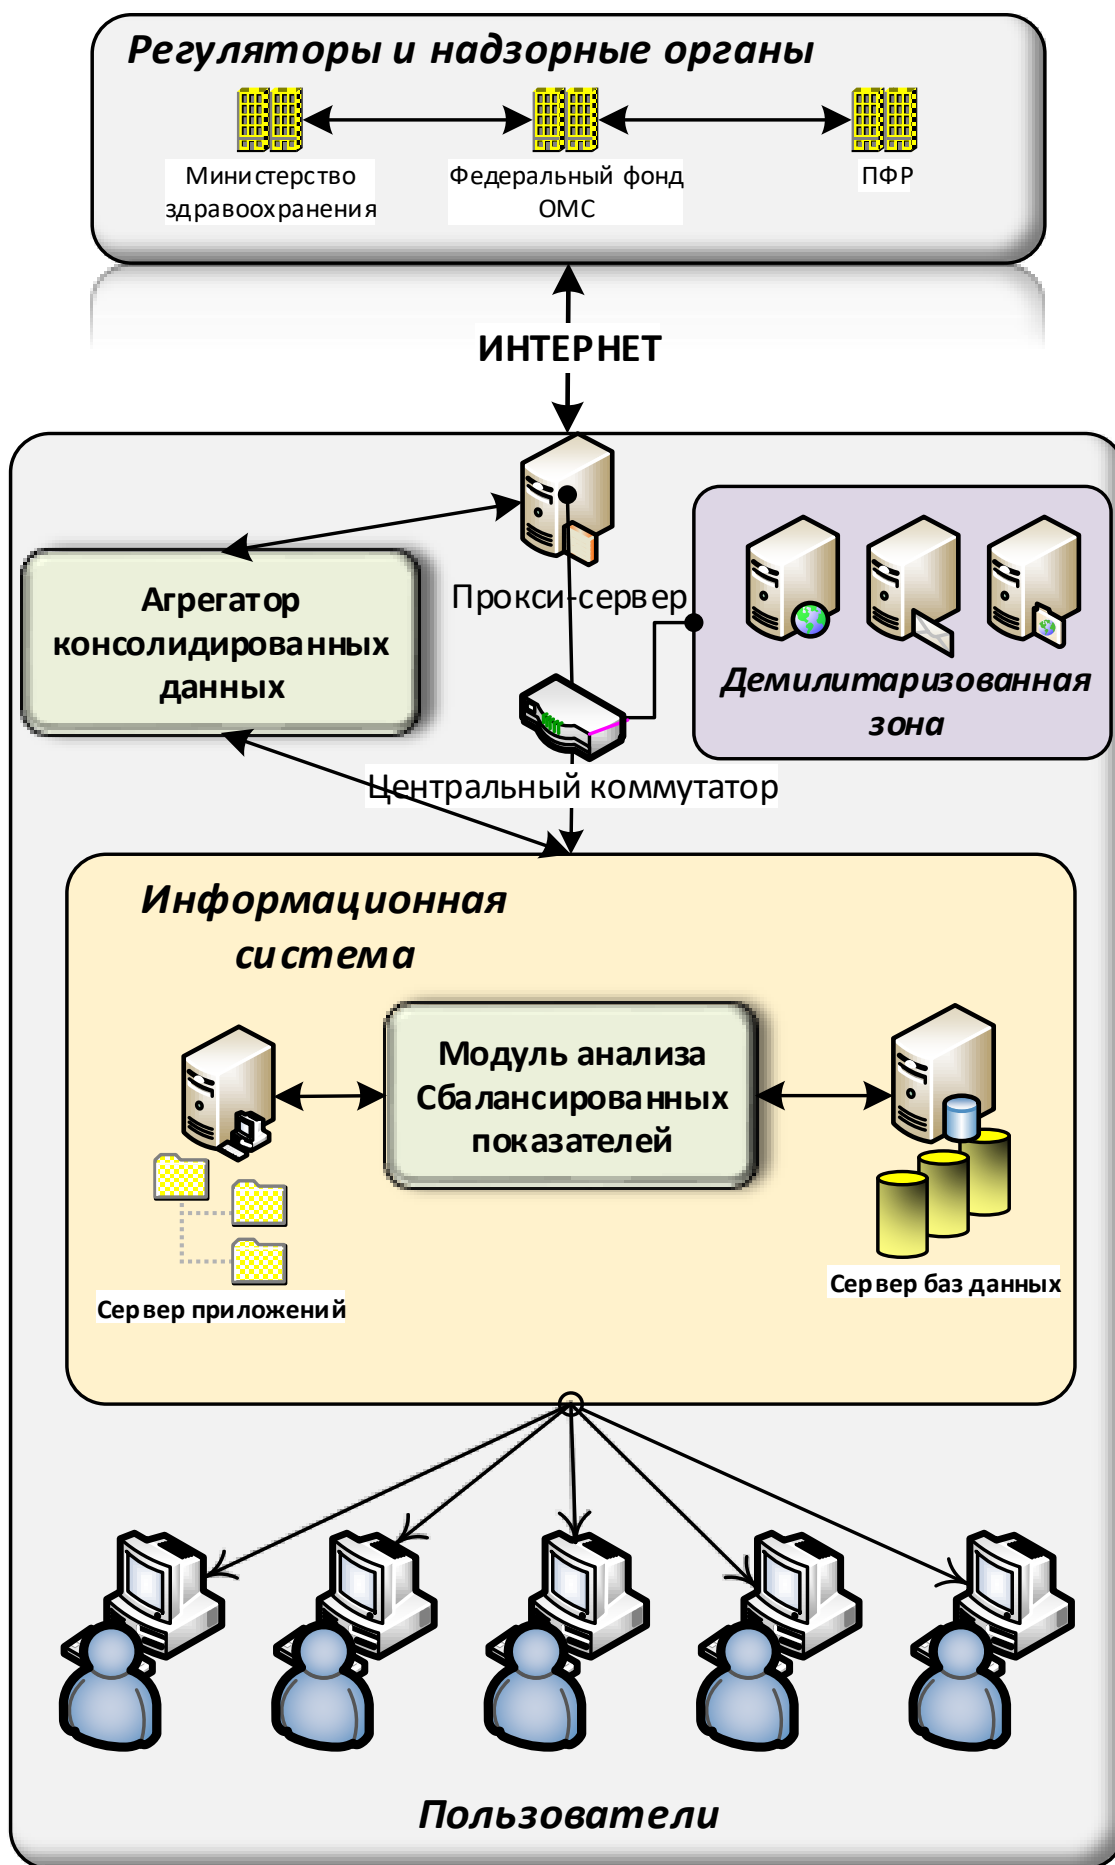 Регуляторы и надзорные органы
Министерство
здравоохранения
Федеральный фонд
ОМС
ПФР
ИНТЕРНЕТ
Агрегатор
консолидированных
данных
Прокси-сервер
Демилитаризованная
зона
Центральный коммутатор
Информационная
система
Модуль анализа
Сбалансированных
показателей
Сервер приложений
Сервер баз данных
Пользователи